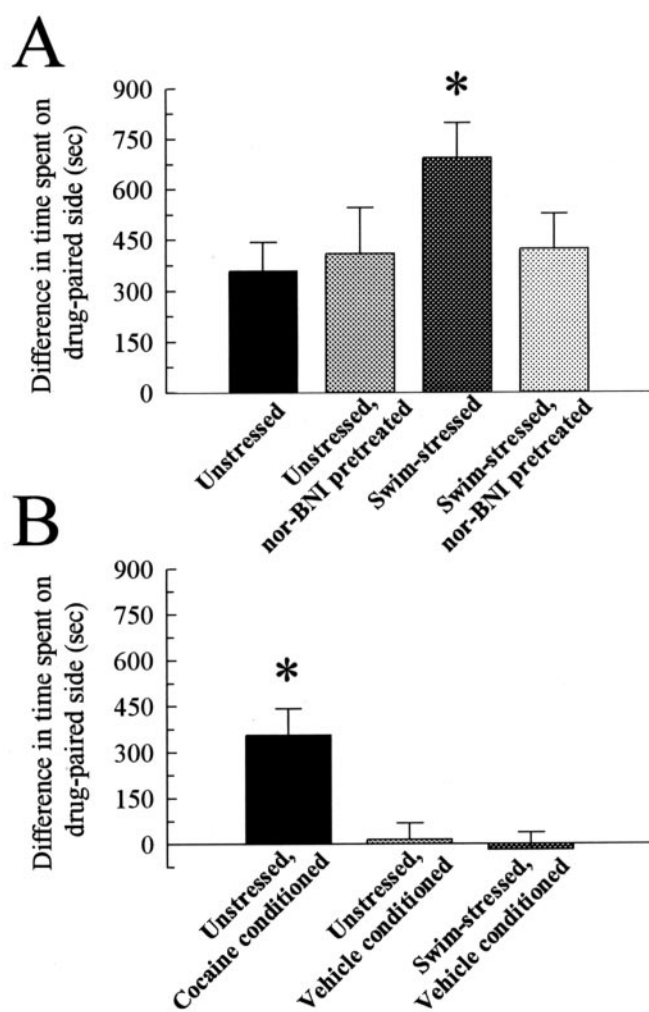 A
Difference in time spent on
drug-paired side (sec)
900
750
600
450
300
150
0
*
Unstressed
Unstressed,
nor-BNI pretreated
Swim-stressed
Swim-stressed,
nor-BNI pretreated
B
Difference in time spent on
drug-paired side (sec)
900
750
600
450
300
150
0
*
Unstressed,
Cocaine conditioned
Unstressed,
Vehicle conditioned
Swim-stressed,
Vehicle conditioned